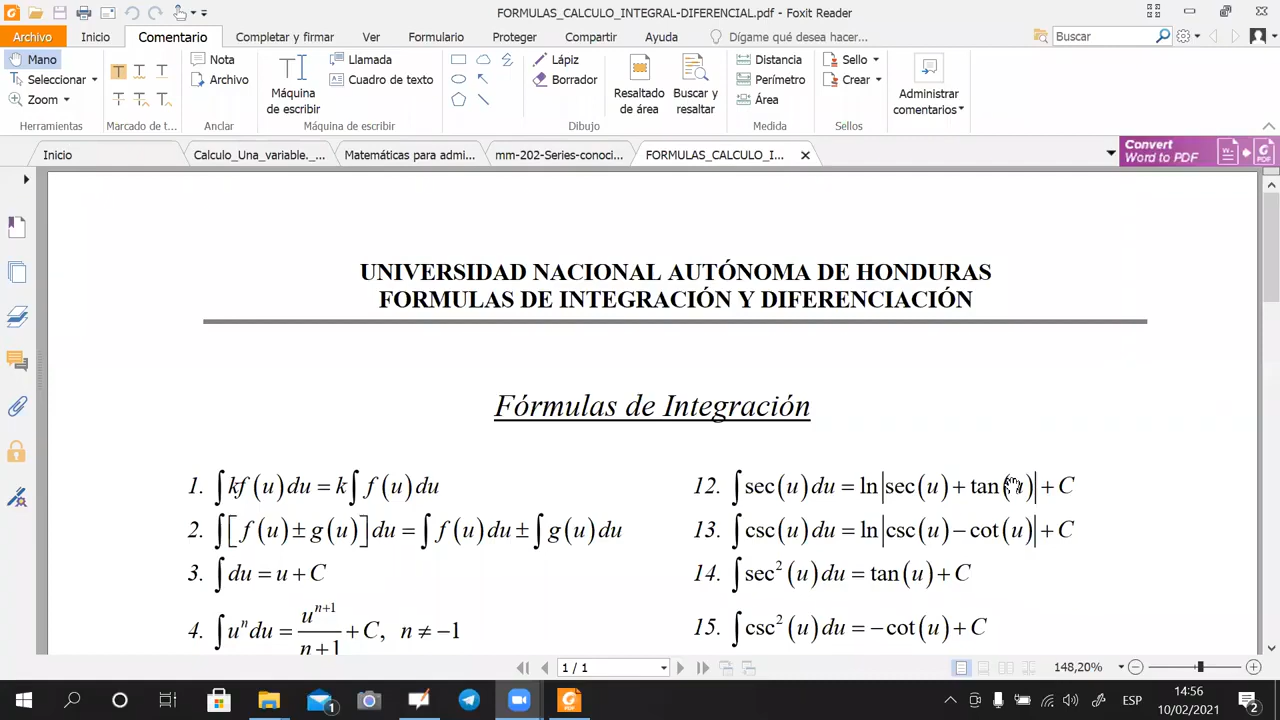 FORMULAS_CALCULO_INTEGRAL-DIFERENCIAL.pdf - Foxit Reader
Archivo Inicio Comentario Completar y firmar Ver Formulario Proteger Compartir Ayuda Dígime qué desea hacer... Buscar
Mano
Seleccionar
Zoom
Herramientas
Marcado de t...
Nota
Archivo
Anclar
Máquina de escribir
Llamada
Cuadro de texto
Máquina de escribir
Lápiz
Borrador
Dibujo
Resaltado de área
Buscar y resaltar
Distancia
Perímetro
Área
Medida
Sello
Crear
Sellos
Administrar comentarios
Inicio Calculo_Una_variable._... Matemáticas para admi... mm-202-Series-conoci... FORMULAS_CALCULO_I...
Convert
Word to PDF
UNIVERSIDAD NACIONAL AUTÓNOMA DE HONDURAS
FORMULAS DE INTEGRACIÓN Y DIFERENCIACIÓN
Fórmulas de Integración
1. ∫ kf(u)du = k∫ f(u)du
2. ∫[f(u)±g(u)]du = ∫ f(u)du ± ∫ g(u)du
3. ∫ du = u + C
4. ∫ uⁿdu = uⁿ⁺¹/(n+1) + C, n ≠ −1
12. ∫ sec(u)du = ln|sec(u)+tan(u)|+C
13. ∫ csc(u)du = ln|csc(u)−cot(u)|+C
14. ∫ sec²(u)du = tan(u)+C
15. ∫ csc²(u)du = −cot(u)+C
1 / 1
148,20%
1
ESP
14:56
10/02/2021
2